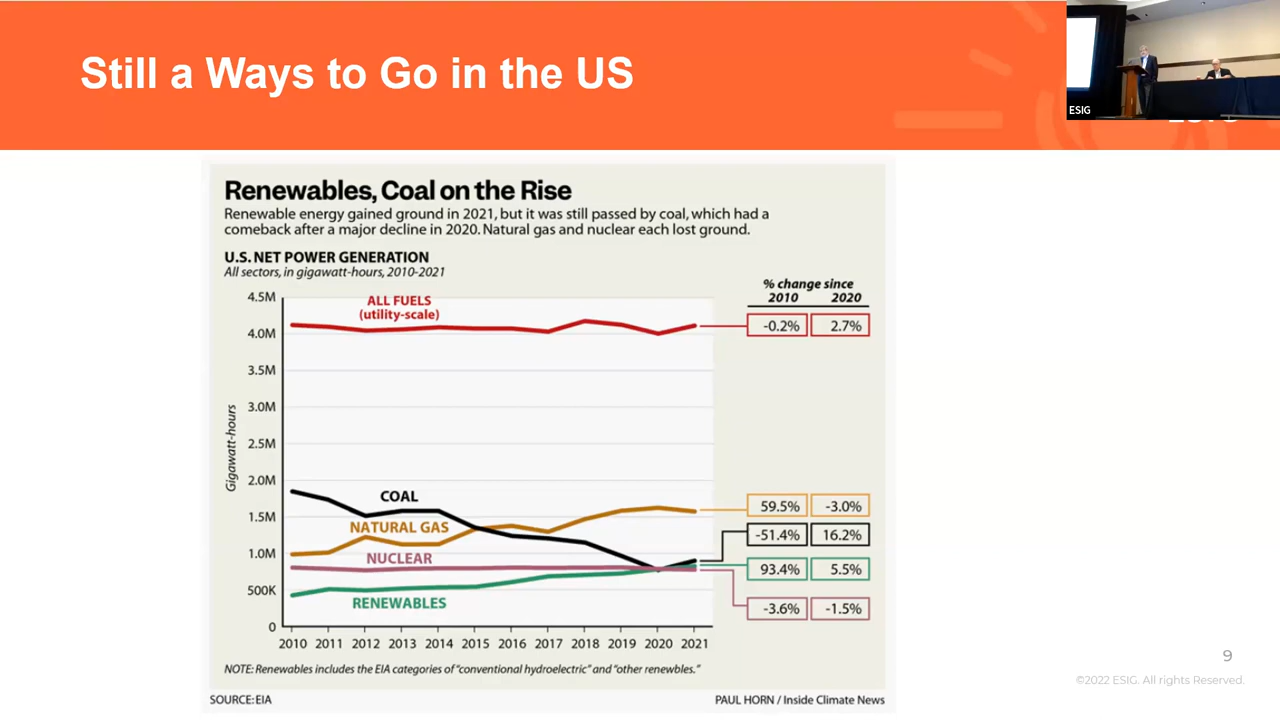 Still a Ways to Go in the US
ESIG
Renewables, Coal on the Rise
Renewable energy gained ground in 2021, but it was still passed by coal, which had a
comeback after a major decline in 2020. Natural gas and nuclear each lost ground.
U.S. NET POWER GENERATION
All sectors, in gigawatt-hours, 2010-2021
% change since
2010 2020
4.5M
ALL FUELS
(utility-scale)
-0.2% 2.7%
4.0M
3.5M
3.0M
2.5M
Gigawatt-hours
2.0M
COAL
59.5% -3.0%
1.5M
NATURAL GAS
-51.4% 16.2%
1.0M
NUCLEAR
93.4% 5.5%
500K
RENEWABLES
-3.6% -1.5%
0
2010 2011 2012 2013 2014 2015 2016 2017 2018 2019 2020 2021
NOTE: Renewables includes the EIA categories of "conventional hydroelectric" and "other renewbles."
SOURCE: EIA
PAUL HORN / Inside Climate News
9
©2022 ESIG. All rights Reserved.